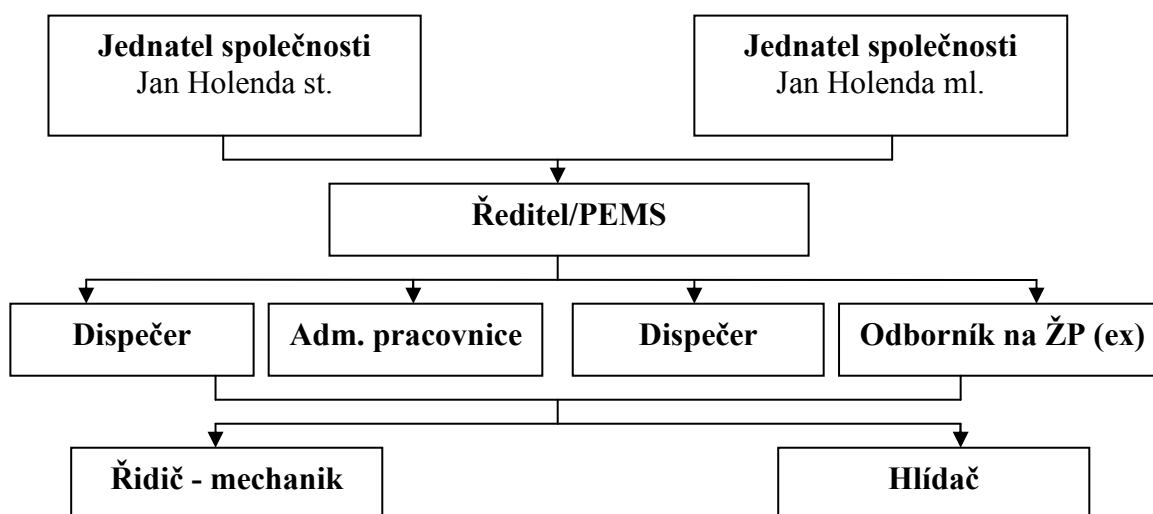 Jednatel společnosti
Jan Holenda st.
Jednatel společnosti
Jan Holenda ml.
Ředitel/PEMS
Dispečer
Adm. pracovnice
Dispečer
Odborník na ŽP (ex)
Řidič - mechanik
Hlídač